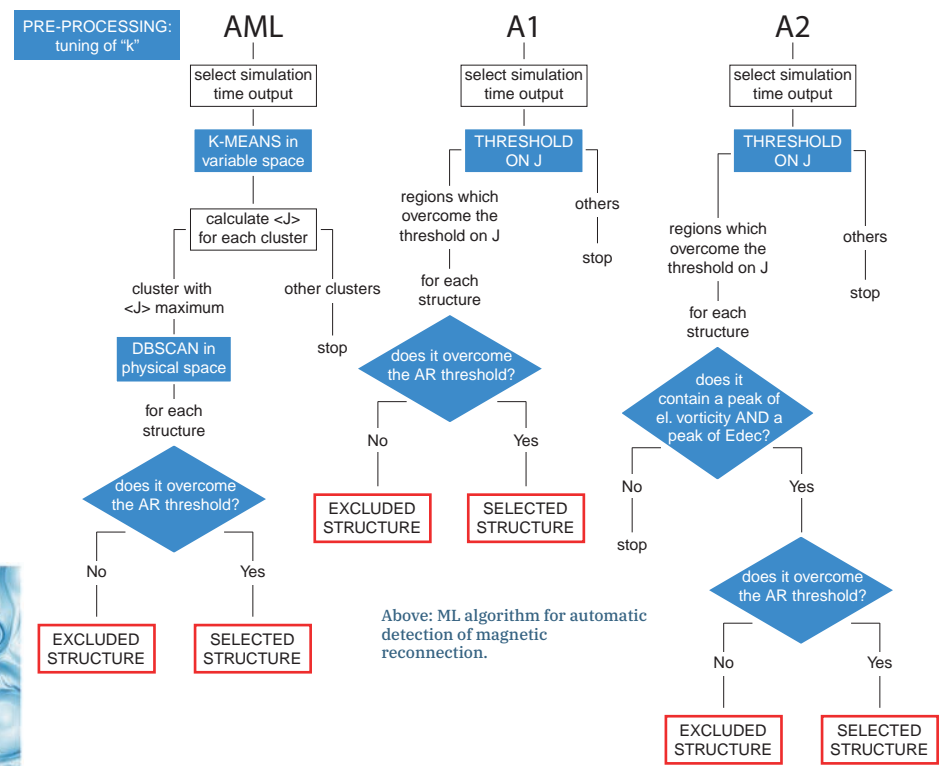 PRE-PROCESSING:
tuning of “k”
AML
select simulation
time output
K-MEANS in
variable space
calculate <J>
for each cluster
cluster with
<J> maximum
other clusters
stop
DBSCAN in
physical space
for each
structure
does it overcome
the AR threshold?
No
Yes
EXCLUDED
STRUCTURE
SELECTED
STRUCTURE
A1
select simulation
time output
THRESHOLD
ON J
regions which
overcome the
threshold on J
others
stop
for each
structure
does it overcome
the AR threshold?
No
Yes
EXCLUDED
STRUCTURE
SELECTED
STRUCTURE
A2
select simulation
time output
THRESHOLD
ON J
regions which
overcome the
threshold on J
others
stop
for each
structure
does it
contain a peak of
el. vorticity AND a
peak of Edec?
No
stop
Yes
does it overcome
the AR threshold?
No
Yes
EXCLUDED
STRUCTURE
SELECTED
STRUCTURE
Above: ML algorithm for automatic
detection of magnetic
reconnection.